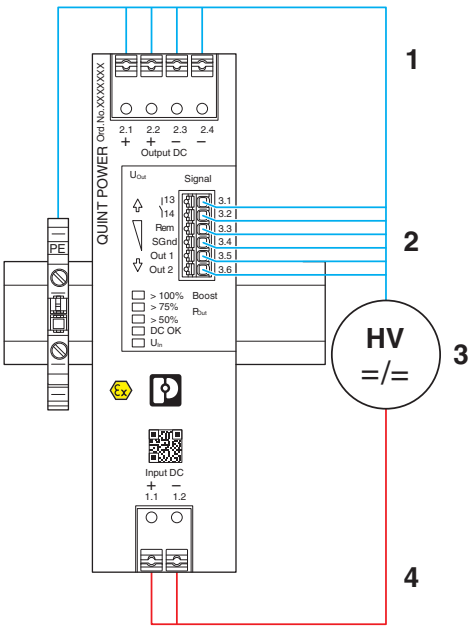 1
QUINT POWER Ord.No.XXXXXXX
2.1 2.2 2.3 2.4
+ + − −
Output DC
UOut
Signal
13 3.1
14 3.2
Rem 3.3
SGnd 3.4
Out 1 3.5
Out 2 3.6
2
PE
> 100% Boost
> 75% POut
> 50%
DC OK
UIn
HV
=/=
3
Ex
Input DC
+ −
1.1 1.2
4